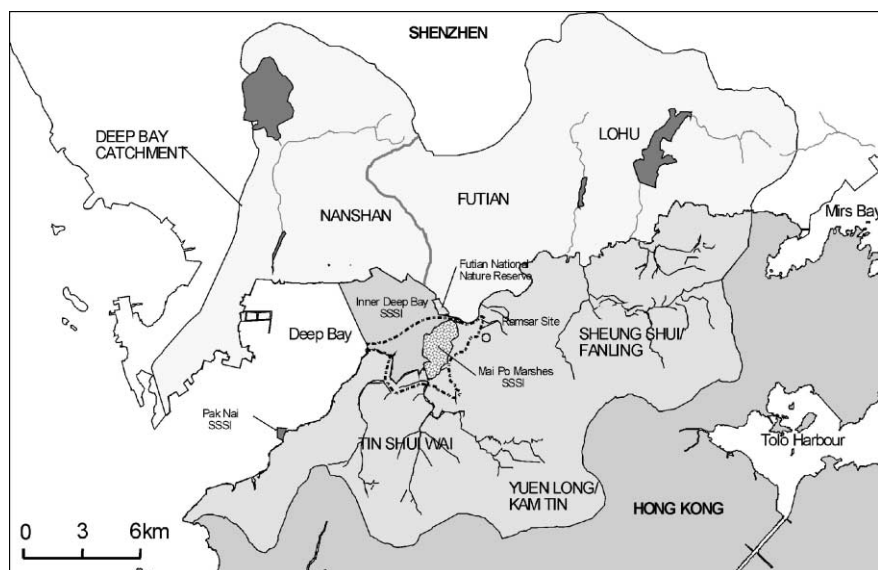 SHENZHEN
DEEP BAY
CATCHMENT
LOHU
NANSHAN
FUTIAN
Mirs Bay
Futian National
Nature Reserve
Inner Deep Bay
SSSI
Deep Bay
Ramsar Site
SHEUNG SHUI/
FANLING
Mai Po Marshes
SSSI
Pak Nai
SSSI
TIN SHUI WAI
Tolo Harbour
YUEN LONG/
KAM TIN
HONG KONG
0 3 6km